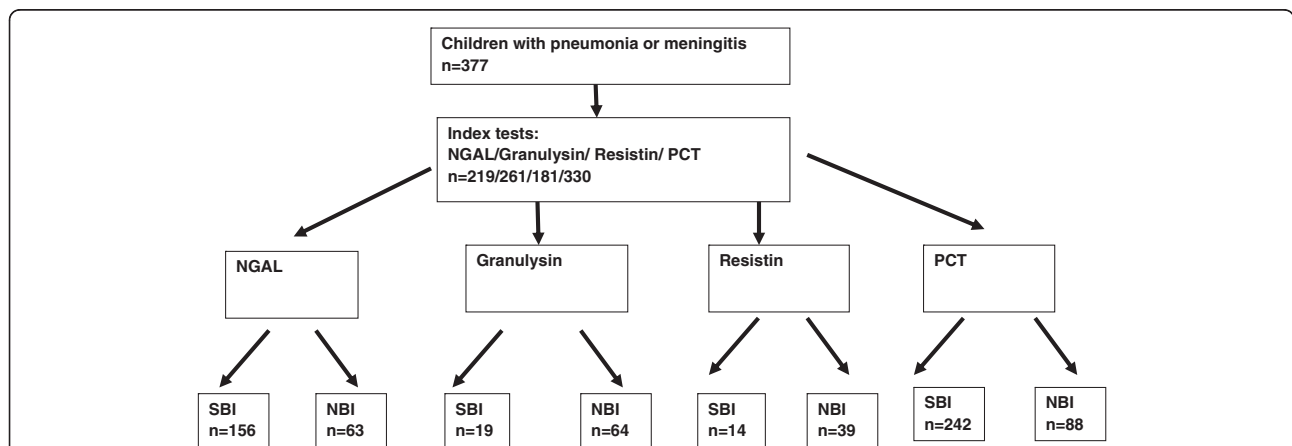 Children with pneumonia or meningitis
n=377
Index tests:
NGAL/Granulysin/ Resistin/ PCT
n=219/261/181/330
NGAL
Granulysin
Resistin
PCT
SBI
n=156
NBI
n=63
SBI
n=19
NBI
n=64
SBI
n=14
NBI
n=39
SBI
n=242
NBI
n=88